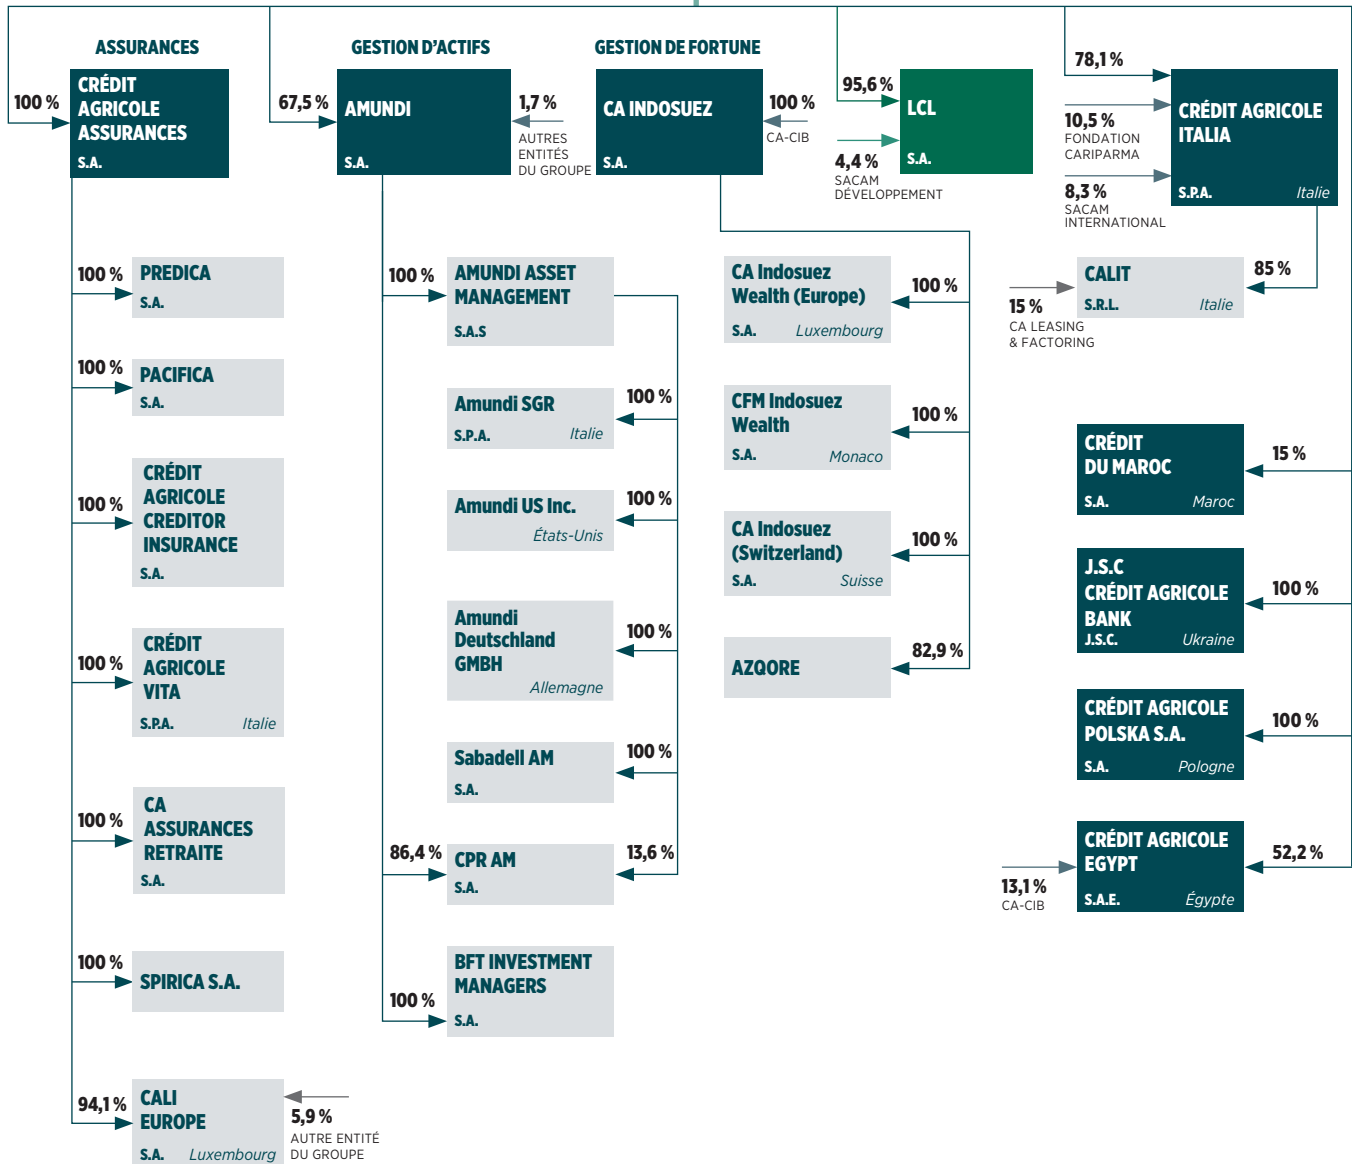 ASSURANCES
100 %
CRÉDIT
AGRICOLE
ASSURANCES
S.A.
100 %
PREDICA
S.A.
100 %
PACIFICA
S.A.
100 %
CRÉDIT
AGRICOLE
CREDITOR
INSURANCE
S.A.
100 %
CRÉDIT
AGRICOLE
VITA
S.P.A. Italie
100 %
CA
ASSURANCES
RETRAITE
S.A.
100 %
SPIRICA S.A.
94,1 %
CALI
EUROPE
S.A. Luxembourg
5,9 %
AUTRE ENTITÉ
DU GROUPE
GESTION D'ACTIFS
67,5 %
AMUNDI
S.A.
1,7 %
AUTRES
ENTITÉS
DU GROUPE
100 %
AMUNDI ASSET
MANAGEMENT
S.A.S
Amundi SGR
S.P.A. Italie
100 %
Amundi US Inc.
États-Unis
100 %
Amundi
Deutschland
GMBH
Allemagne
100 %
Sabadell AM
S.A.
100 %
86,4 %
CPR AM
S.A.
13,6 %
100 %
BFT INVESTMENT
MANAGERS
S.A.
GESTION DE FORTUNE
CA INDOSUEZ
S.A.
100 %
CA-CIB
CA Indosuez
Wealth (Europe)
S.A. Luxembourg
100 %
CFM Indosuez
Wealth
S.A. Monaco
100 %
CA Indosuez
(Switzerland)
S.A. Suisse
100 %
AZQORE
82,9 %
95,6 %
LCL
S.A.
4,4 %
SACAM
DÉVELOPPEMENT
78,1 %
10,5 %
FONDATION
CARIPARMA
8,3 %
SACAM
INTERNATIONAL
CRÉDIT AGRICOLE
ITALIA
S.P.A. Italie
15 %
CA LEASING
& FACTORING
CALIT
S.R.L. Italie
85 %
CRÉDIT
DU MAROC
S.A. Maroc
15 %
J.S.C
CRÉDIT AGRICOLE
BANK
J.S.C. Ukraine
100 %
CRÉDIT AGRICOLE
POLSKA S.A.
S.A. Pologne
100 %
13,1 %
CA-CIB
CRÉDIT AGRICOLE
EGYPT
S.A.E. Égypte
52,2 %